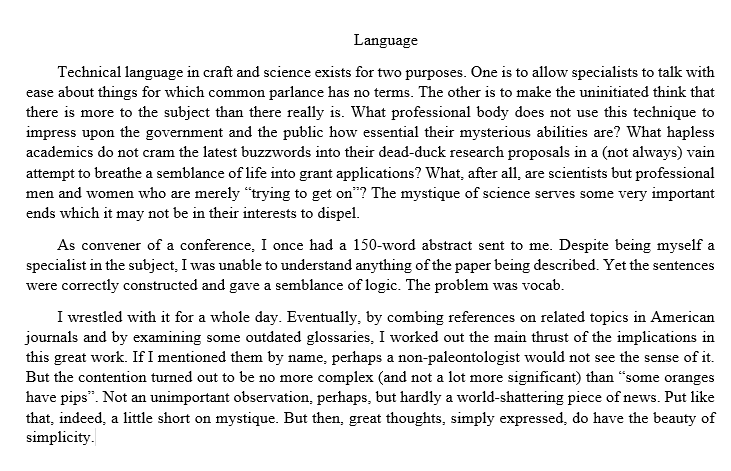 Language
Technical language in craft and science exists for two purposes. One is to allow specialists to talk with
ease about things for which common parlance has no terms. The other is to make the uninitiated think that
there is more to the subject than there really is. What professional body does not use this technique to
impress upon the government and the public how essential their mysterious abilities are? What hapless
academics do not cram the latest buzzwords into their dead-duck research proposals in a (not always) vain
attempt to breathe a semblance of life into grant applications? What, after all, are scientists but professional
men and women who are merely “trying to get on”? The mystique of science serves some very important
ends which it may not be in their interests to dispel.
As convener of a conference, I once had a 150-word abstract sent to me. Despite being myself a
specialist in the subject, I was unable to understand anything of the paper being described. Yet the sentences
were correctly constructed and gave a semblance of logic. The problem was vocab.
I wrestled with it for a whole day. Eventually, by combing references on related topics in American
journals and by examining some outdated glossaries, I worked out the main thrust of the implications in
this great work. If I mentioned them by name, perhaps a non-paleontologist would not see the sense of it.
But the contention turned out to be no more complex (and not a lot more significant) than “some oranges
have pips”. Not an unimportant observation, perhaps, but hardly a world-shattering piece of news. Put like
that, indeed, a little short on mystique. But then, great thoughts, simply expressed, do have the beauty of
simplicity.